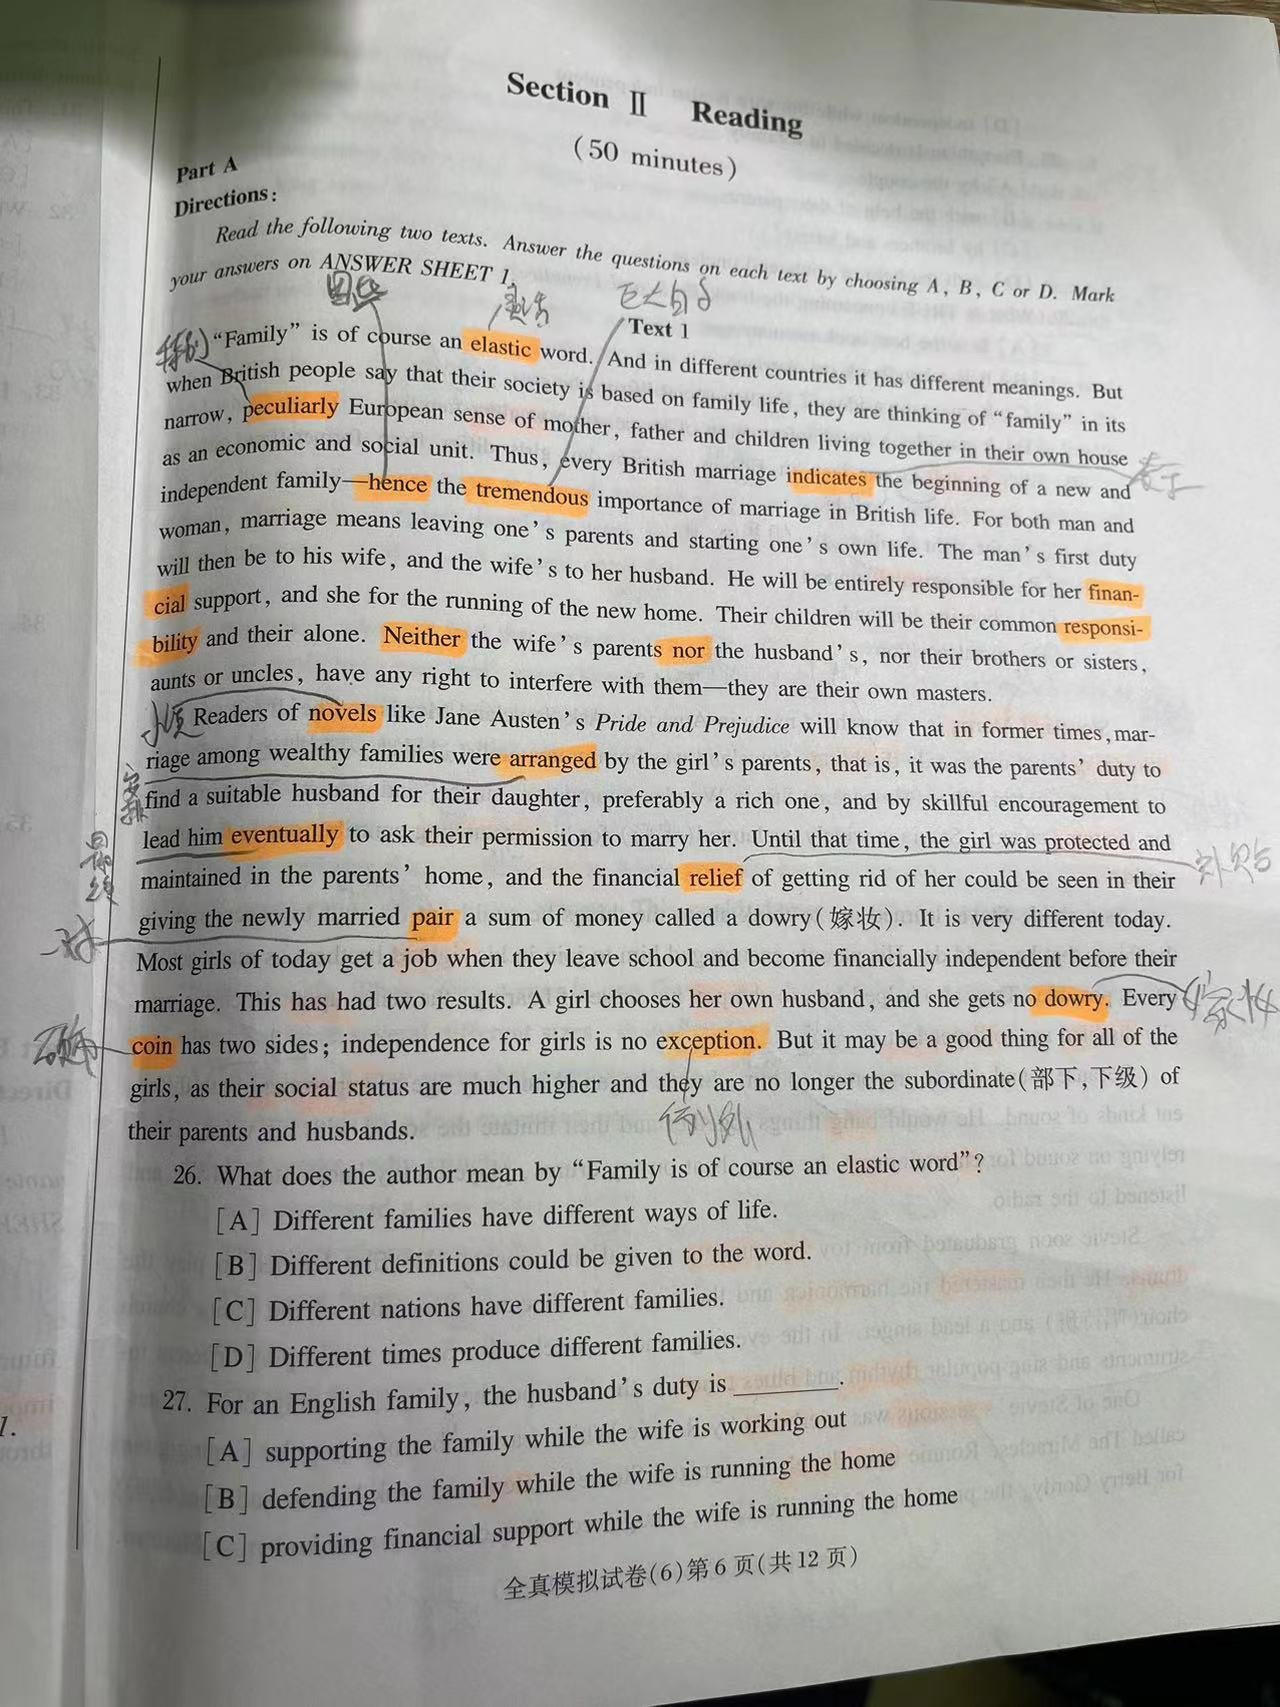 Section Ⅱ Reading
(50 minutes)
Part A
Directions:
Read the following two texts. Answer the questions on each text by choosing A, B, C or D. Mark
your answers on ANSWER SHEET 1.
因此
巨大的
Text 1
"Family" is of course an elastic word. And in different countries it has different meanings. But
when British people say that their society is based on family life, they are thinking of "family" in its
narrow, peculiarly European sense of mother, father and children living together in their own house
as an economic and social unit. Thus, every British marriage indicates the beginning of a new and
表示
independent family—hence the tremendous importance of marriage in British life. For both man and
woman, marriage means leaving one's parents and starting one's own life. The man's first duty
will then be to his wife, and the wife's to her husband. He will be entirely responsible for her finan-
cial support, and she for the running of the new home. Their children will be their common responsi-
bility and their alone. Neither the wife's parents nor the husband's, nor their brothers or sisters,
aunts or uncles, have any right to interfere with them—they are their own masters.
小说
Readers of novels like Jane Austen's Pride and Prejudice will know that in former times, mar-
riage among wealthy families were arranged by the girl's parents, that is, it was the parents' duty to
安排
find a suitable husband for their daughter, preferably a rich one, and by skillful encouragement to
lead him eventually to ask their permission to marry her. Until that time, the girl was protected and
补贴
maintained in the parents' home, and the financial relief of getting rid of her could be seen in their
giving the newly married pair a sum of money called a dowry(嫁妆). It is very different today.
一对
Most girls of today get a job when they leave school and become financially independent before their
marriage. This has had two results. A girl chooses her own husband, and she gets no dowry. Every
嫁妆
coin has two sides; independence for girls is no exception. But it may be a good thing for all of the
girls, as their social status are much higher and they are no longer the subordinate(部下,下级) of
their parents and husbands.
26. What does the author mean by "Family is of course an elastic word"?
[A] Different families have different ways of life.
[B] Different definitions could be given to the word.
[C] Different nations have different families.
[D] Different times produce different families.
27. For an English family, the husband's duty is ________.
[A] supporting the family while the wife is working out
[B] defending the family while the wife is running the home
[C] providing financial support while the wife is running the home
全真模拟试卷(6)第6页(共12页)